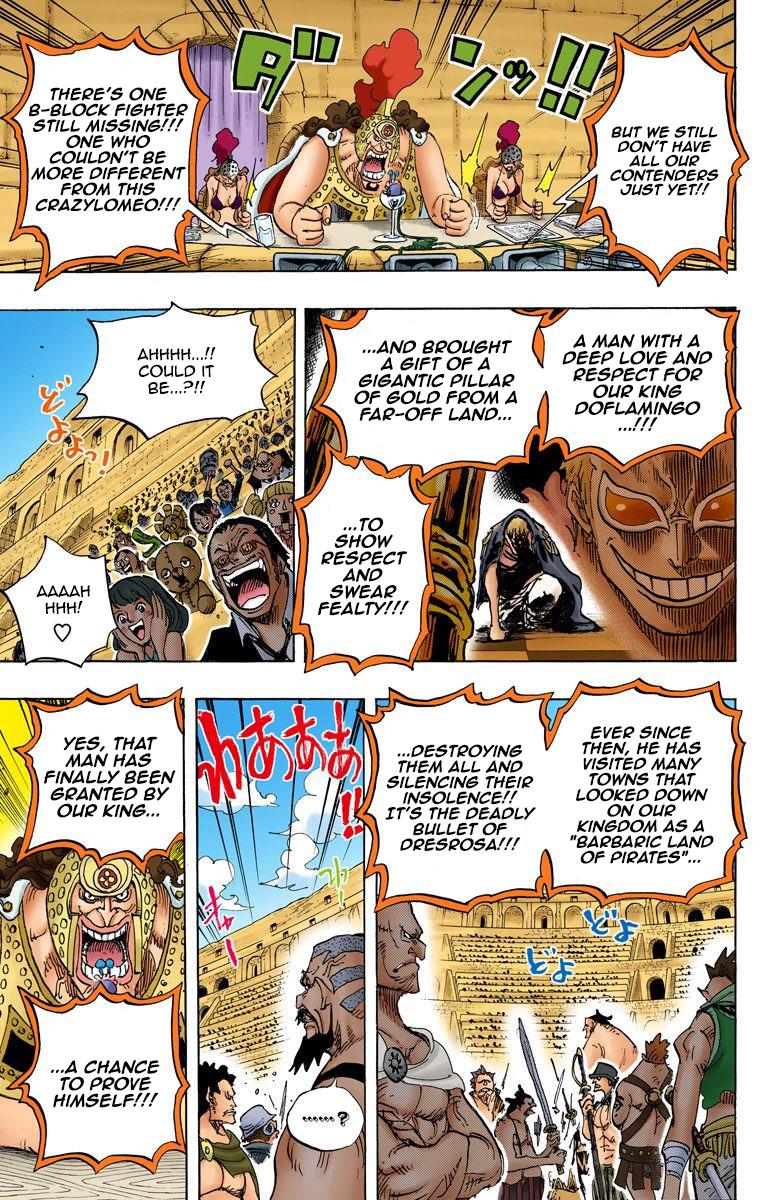 BUT WE STILL
DON'T HAVE
ALL OUR
CONTENDERS
JUST YET!!
ダンッ!!
THERE'S ONE
B-BLOCK FIGHTER
STILL MISSING!!!
ONE WHO
COULDN'T BE
MORE DIFFERENT
FROM THIS
CRAZYLOMEO!!!
A MAN WITH A
DEEP LOVE AND
RESPECT FOR
OUR KING
DOFLAMINGO
...!!!
...AND BROUGHT
A GIFT OF A
GIGANTIC PILLAR
OF GOLD FROM A
FAR-OFF LAND...
...TO
SHOW
RESPECT
AND
SWEAR
FEALTY!!!
AHHHH...!!
COULD IT
BE...?!!
どよよっ!
AAAAH
HHH!
♡
EVER SINCE
THEN, HE HAS
VISITED MANY
TOWNS THAT
LOOKED DOWN
ON OUR
KINGDOM AS A
"BARBARIC LAND
OF PIRATES"...
...DESTROYING
THEM ALL AND
SILENCING THEIR
INSOLENCE!!
IT'S THE DEADLY
BULLET OF
DRESROSA!!!
どよ
どよ
わあああ!!
......?
YES, THAT
MAN HAS
FINALLY BEEN
GRANTED BY
OUR KING...
...A CHANCE
TO PROVE
HIMSELF!!!